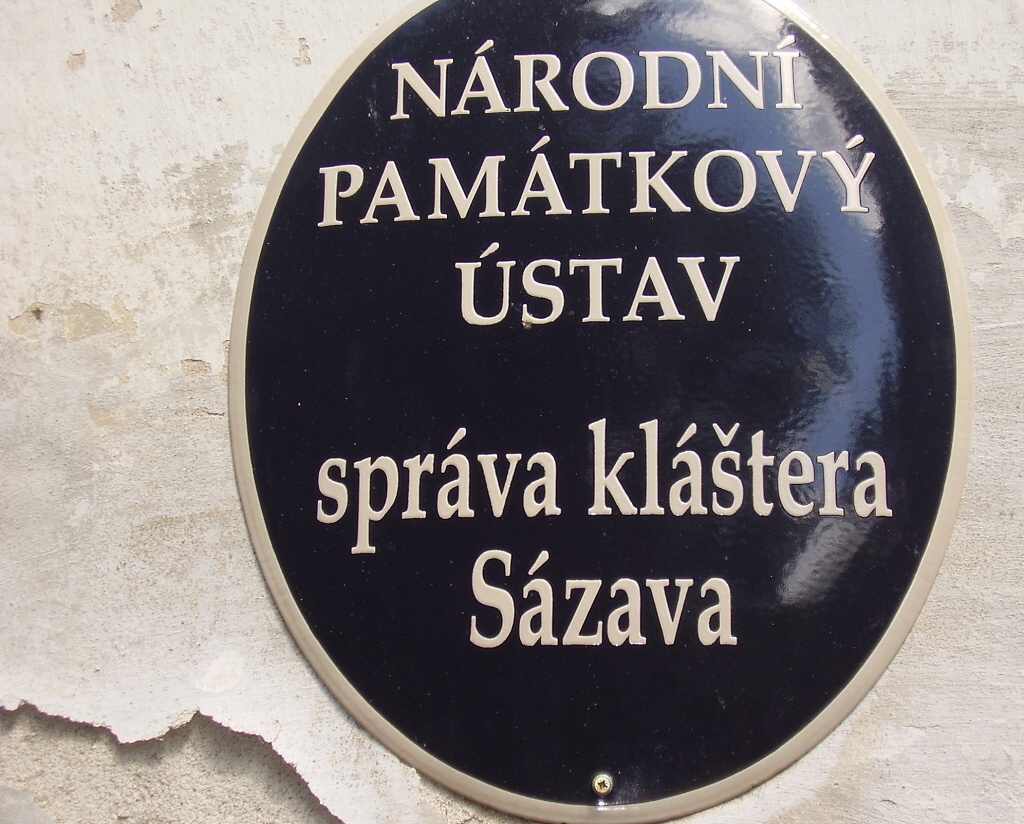 NÁRODNÍ
PAMÁTKOVÝ
ÚSTAV
správa kláštera
Sázava